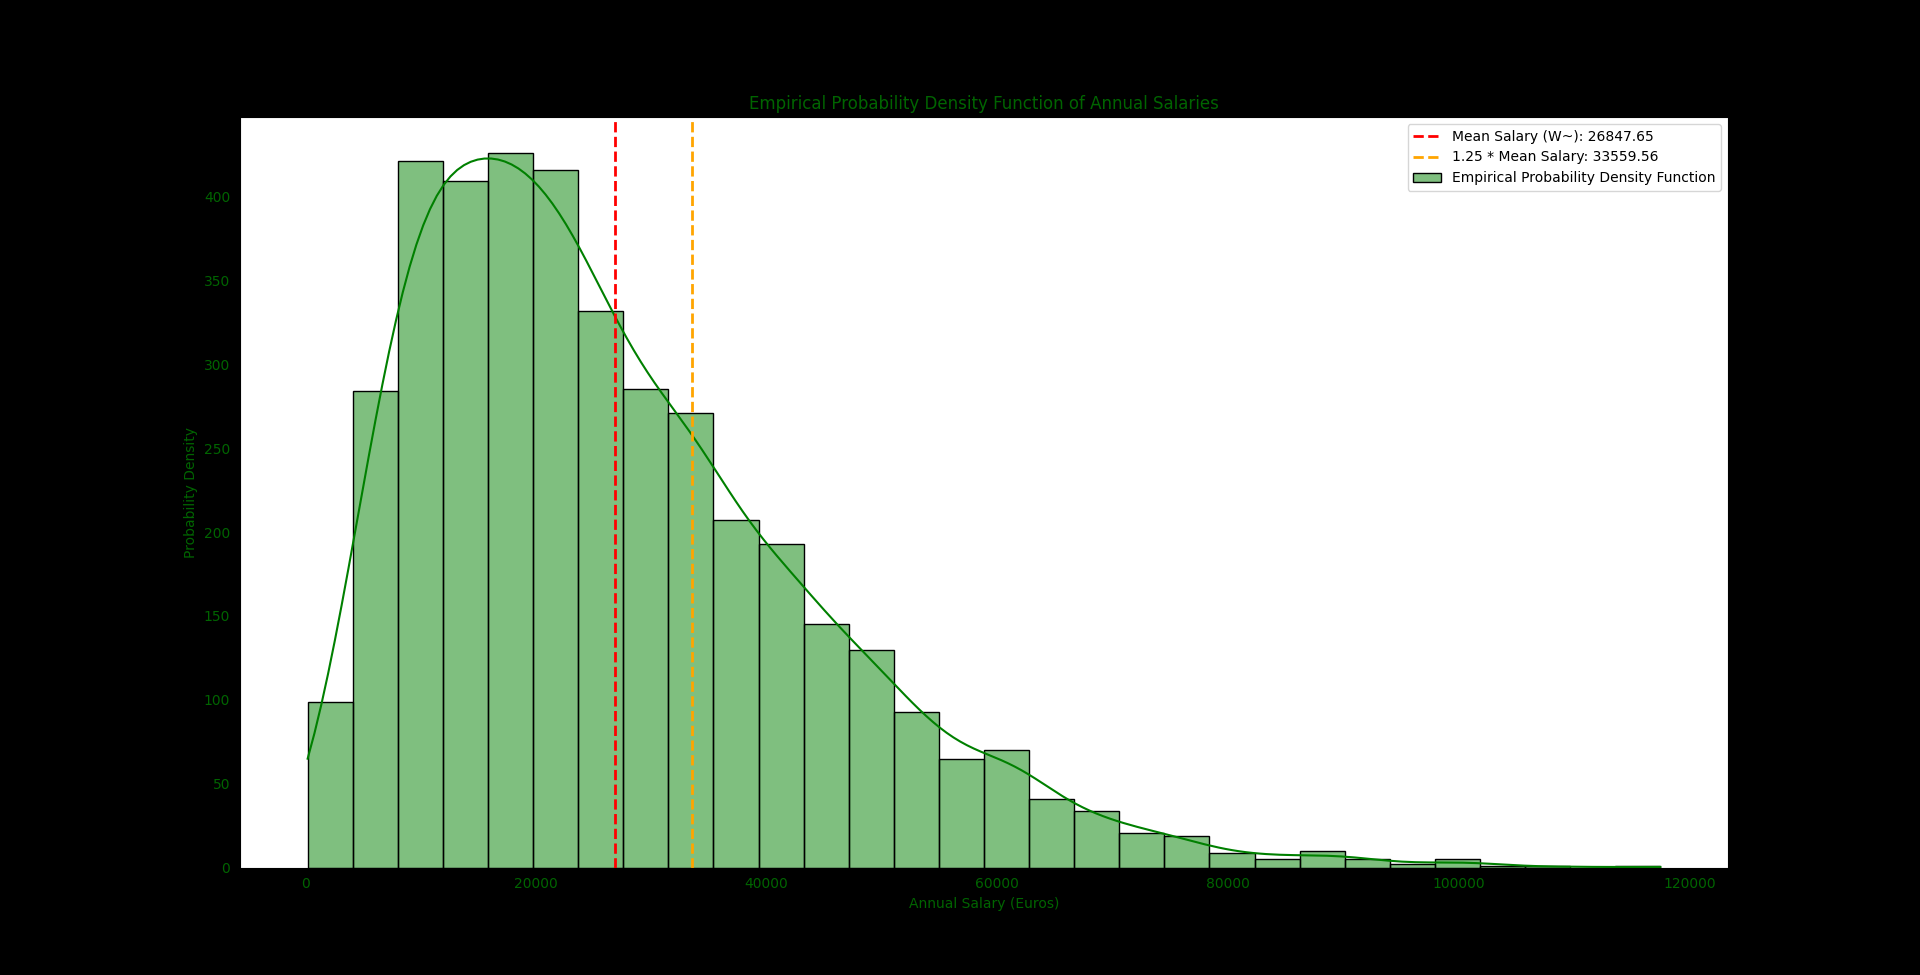 Empirical Probability Density Function of Annual Salaries
Mean Salary (W~): 26847.65
1.25 * Mean Salary: 33559.56
Empirical Probability Density Function
400
350
300
250
200
150
100
50
0
Probability Density
0 20000 40000 60000 80000 100000 120000
Annual Salary (Euros)